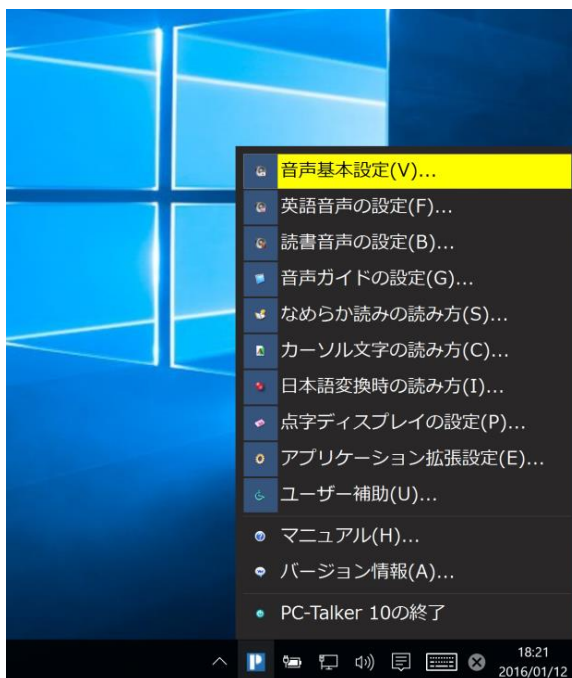 音声基本設定(V)...
英語音声の設定(F)...
読書音声の設定(B)...
音声ガイドの設定(G)...
なめらか読みの読み方(S)...
カーソル文字の読み方(C)...
日本語変換時の読み方(I)...
点字ディスプレイの設定(P)...
アプリケーション拡張設定(E)...
ユーザー補助(U)...
マニュアル(H)...
バージョン情報(A)...
PC-Talker 10の終了
18:21
2016/01/12